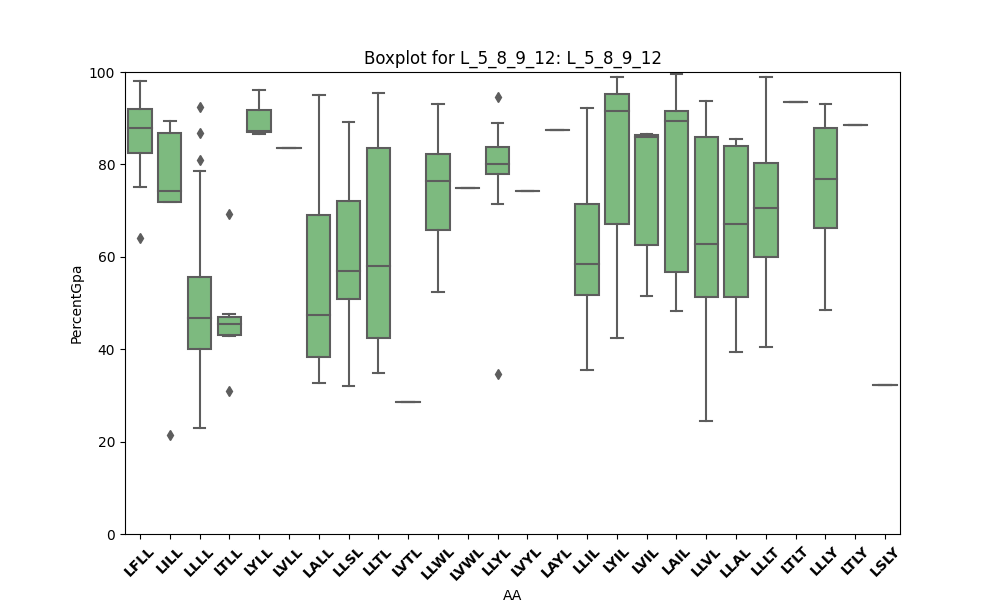 Boxplot for L_5_8_9_12: L_5_8_9_12
PercentGpa
100
80
60
40
20
0
LFLL LILL LLLL LTLL LYLL LVLL LALL LLSL LLTL LVTL LLWL LVWL LLYL LVYL LAYL LLIL LYIL LVIL LAIL LLVL LLAL LLLT LTLT LLLY LTLY LSLY
AA